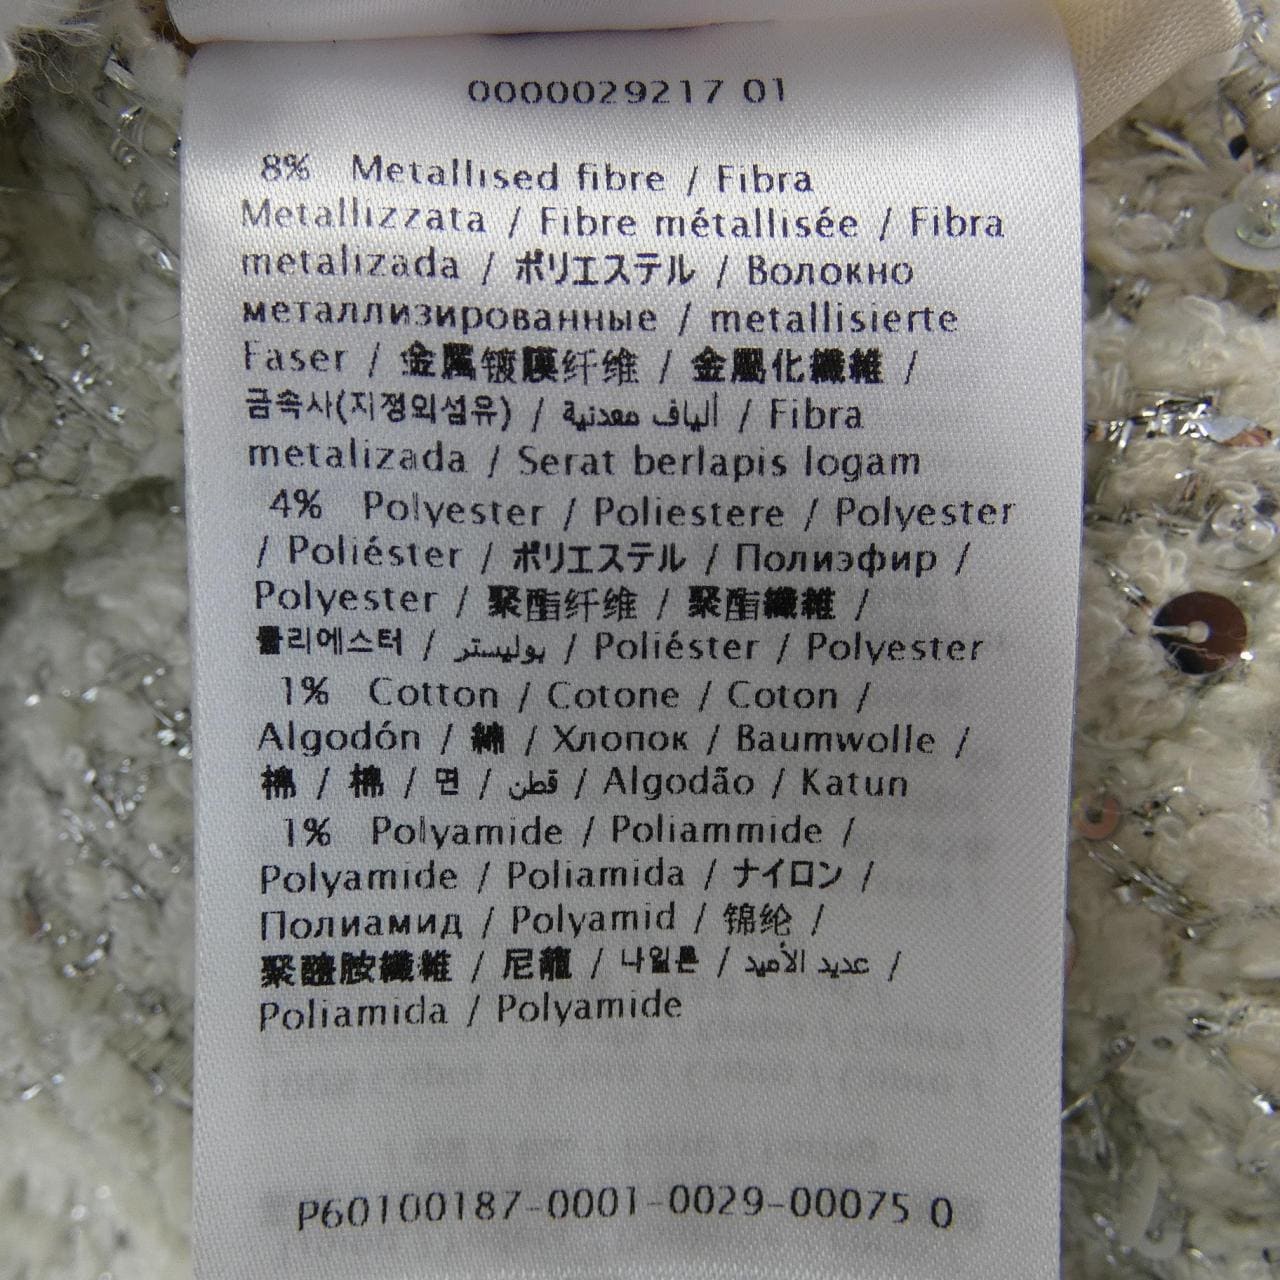 0000029217 01
8% Metallised fibre / Fibra
Metallizzata / Fibre métallisée / Fibra
metalizada / ポリエステル / Волокно
металлизированные / metallisierte
Faser / 金属镀膜纤维 / 金屬化纖維 /
금속사(지정외섬유) / ألياف معدنية / Fibra
metalizada / Serat berlapis logam
4% Polyester / Poliestere / Polyester
/ Poliéster / ポリエステル / Полиэфир /
Polyester / 聚酯纤维 / 聚酯纖維 /
폴리에스터 / بوليستر / Poliéster / Polyester
1% Cotton / Cotone / Coton /
Algodón / 綿 / Хлопок / Baumwolle /
棉 / 棉 / 면 / قطن / Algodão / Katun
1% Polyamide / Poliammide /
Polyamide / Poliamida / ナイロン /
Полиамид / Polyamid / 锦纶 /
聚醯胺纖維 / 尼龍 / 나일론 / عديد الأميد /
Poliamida / Polyamide
P60100187-0001-0029-00075 0